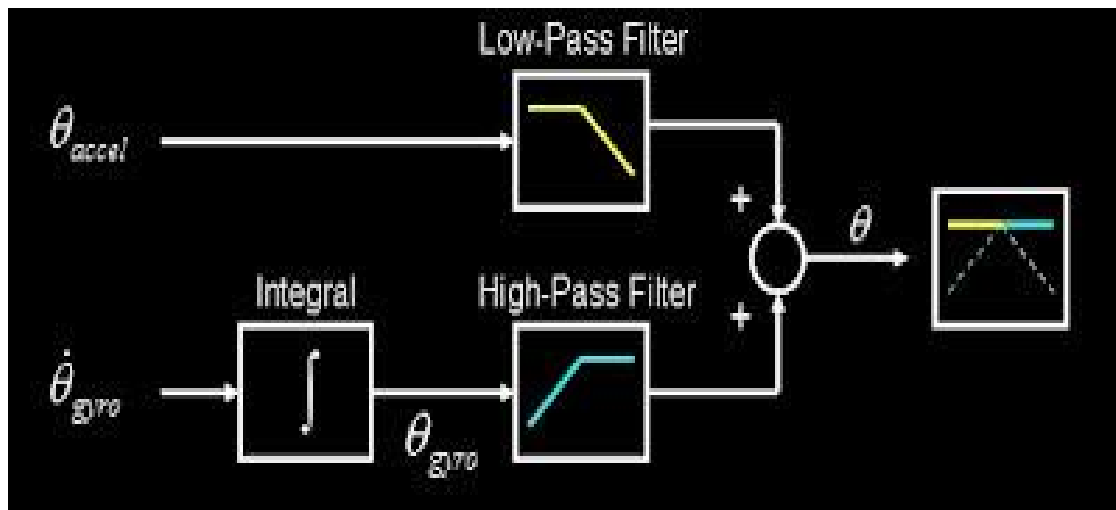 Low-Pass Filter
θaccel
+
θ
Integral
High-Pass Filter
+
∫
θ̇gyro
θgyro